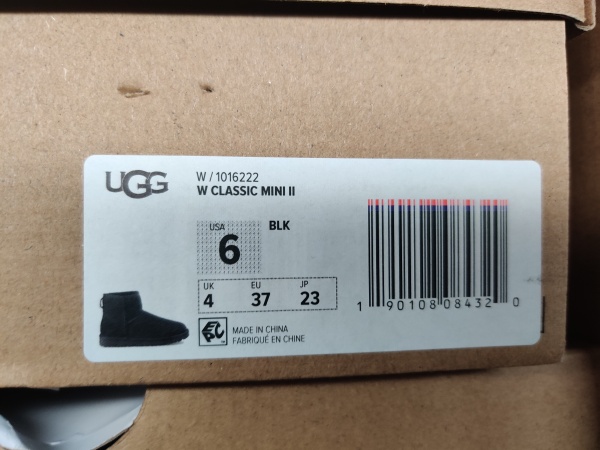 UGG
W / 1016222
W CLASSIC MINI II
USA
6
BLK
UK EU JP
4 37 23
MADE IN CHINA
FABRIQUÉ EN CHINE
1 90108 08432 0